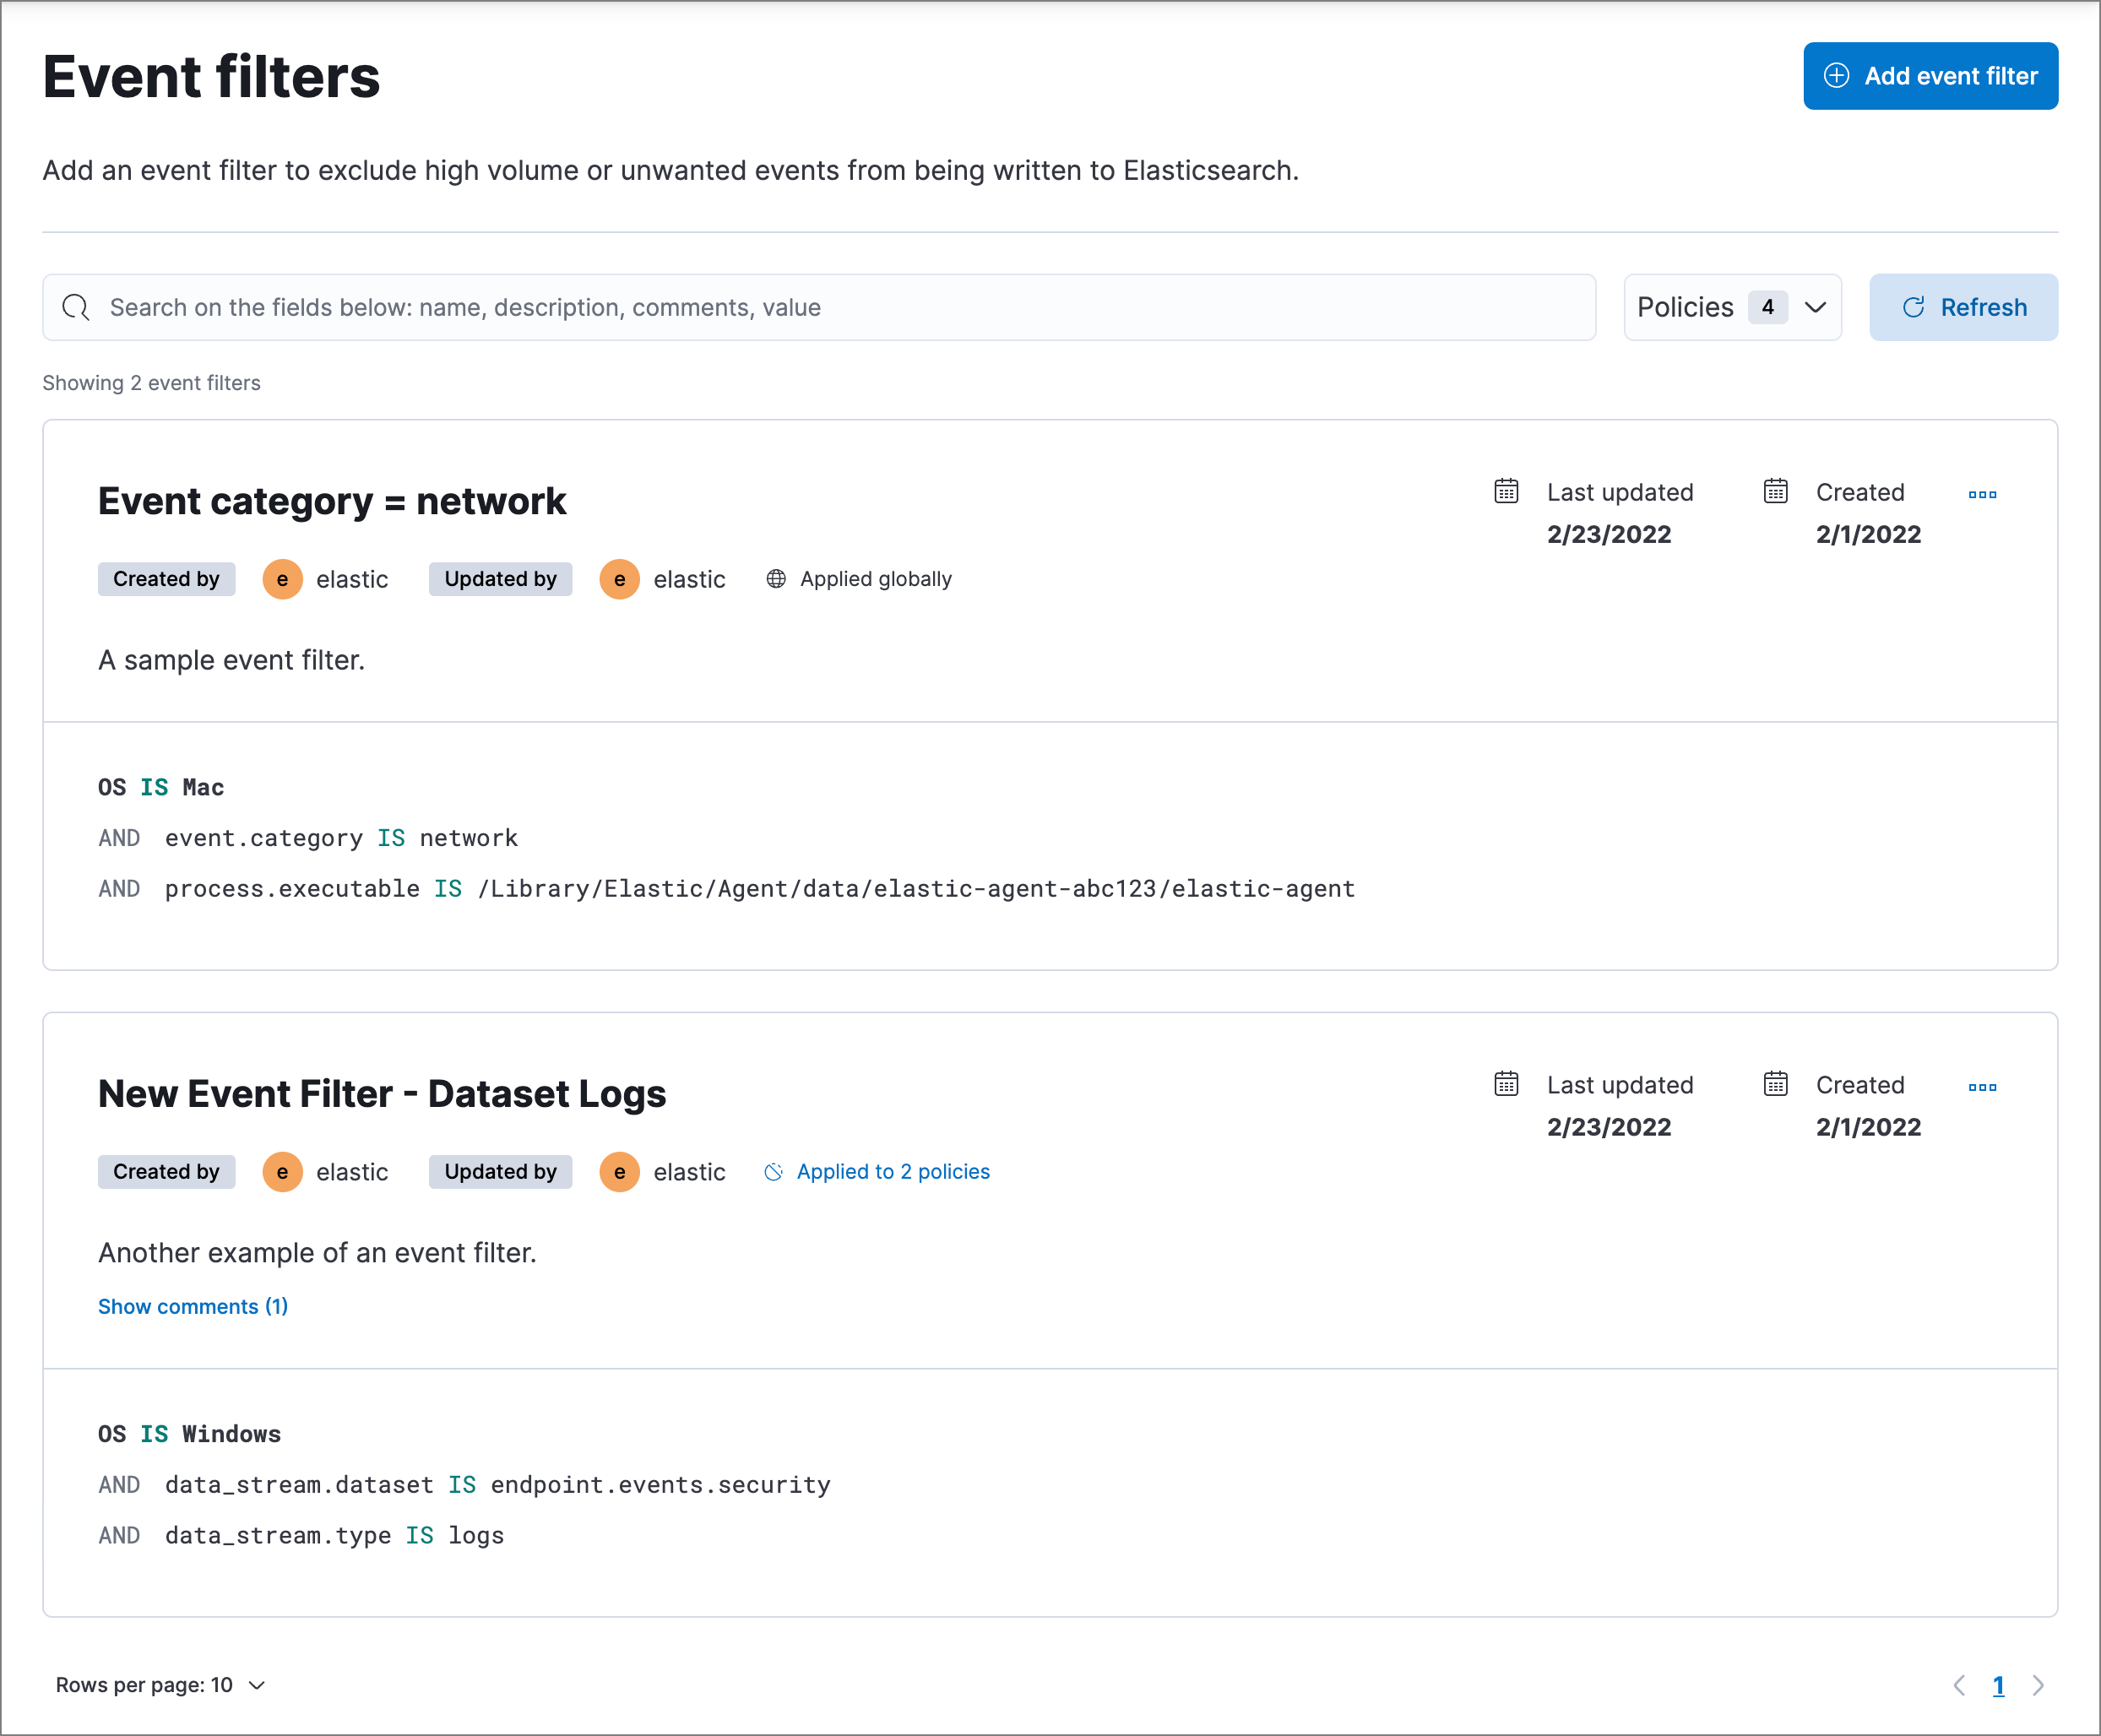 Event filters
Add event filter
Add an event filter to exclude high volume or unwanted events from being written to Elasticsearch.
Search on the fields below: name, description, comments, value
Policies 4
Refresh
Showing 2 event filters
Event category = network
Last updated
2/23/2022
Created
2/1/2022
Created by e elastic Updated by e elastic Applied globally
A sample event filter.
OS IS Mac
AND event.category IS network
AND process.executable IS /Library/Elastic/Agent/data/elastic-agent-abc123/elastic-agent
New Event Filter - Dataset Logs
Last updated
2/23/2022
Created
2/1/2022
Created by e elastic Updated by e elastic Applied to 2 policies
Another example of an event filter.
Show comments (1)
OS IS Windows
AND data_stream.dataset IS endpoint.events.security
AND data_stream.type IS logs
Rows per page: 10
1